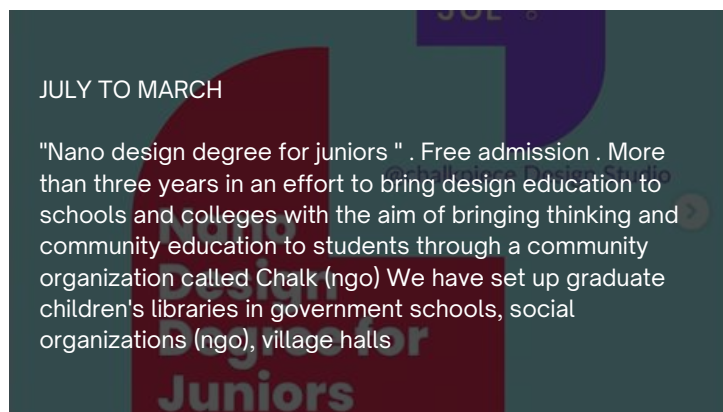 JOL
JULY TO MARCH
"Nano design degree for juniors " . Free admission . More
than three years in an effort to bring design education to
schools and colleges with the aim of bringing thinking and
community education to students through a community
organization called Chalk (ngo) We have set up graduate
children's libraries in government schools, social
organizations (ngo), village halls
@chalkpiece Design Studio
Nano
Design
Degree for
Juniors